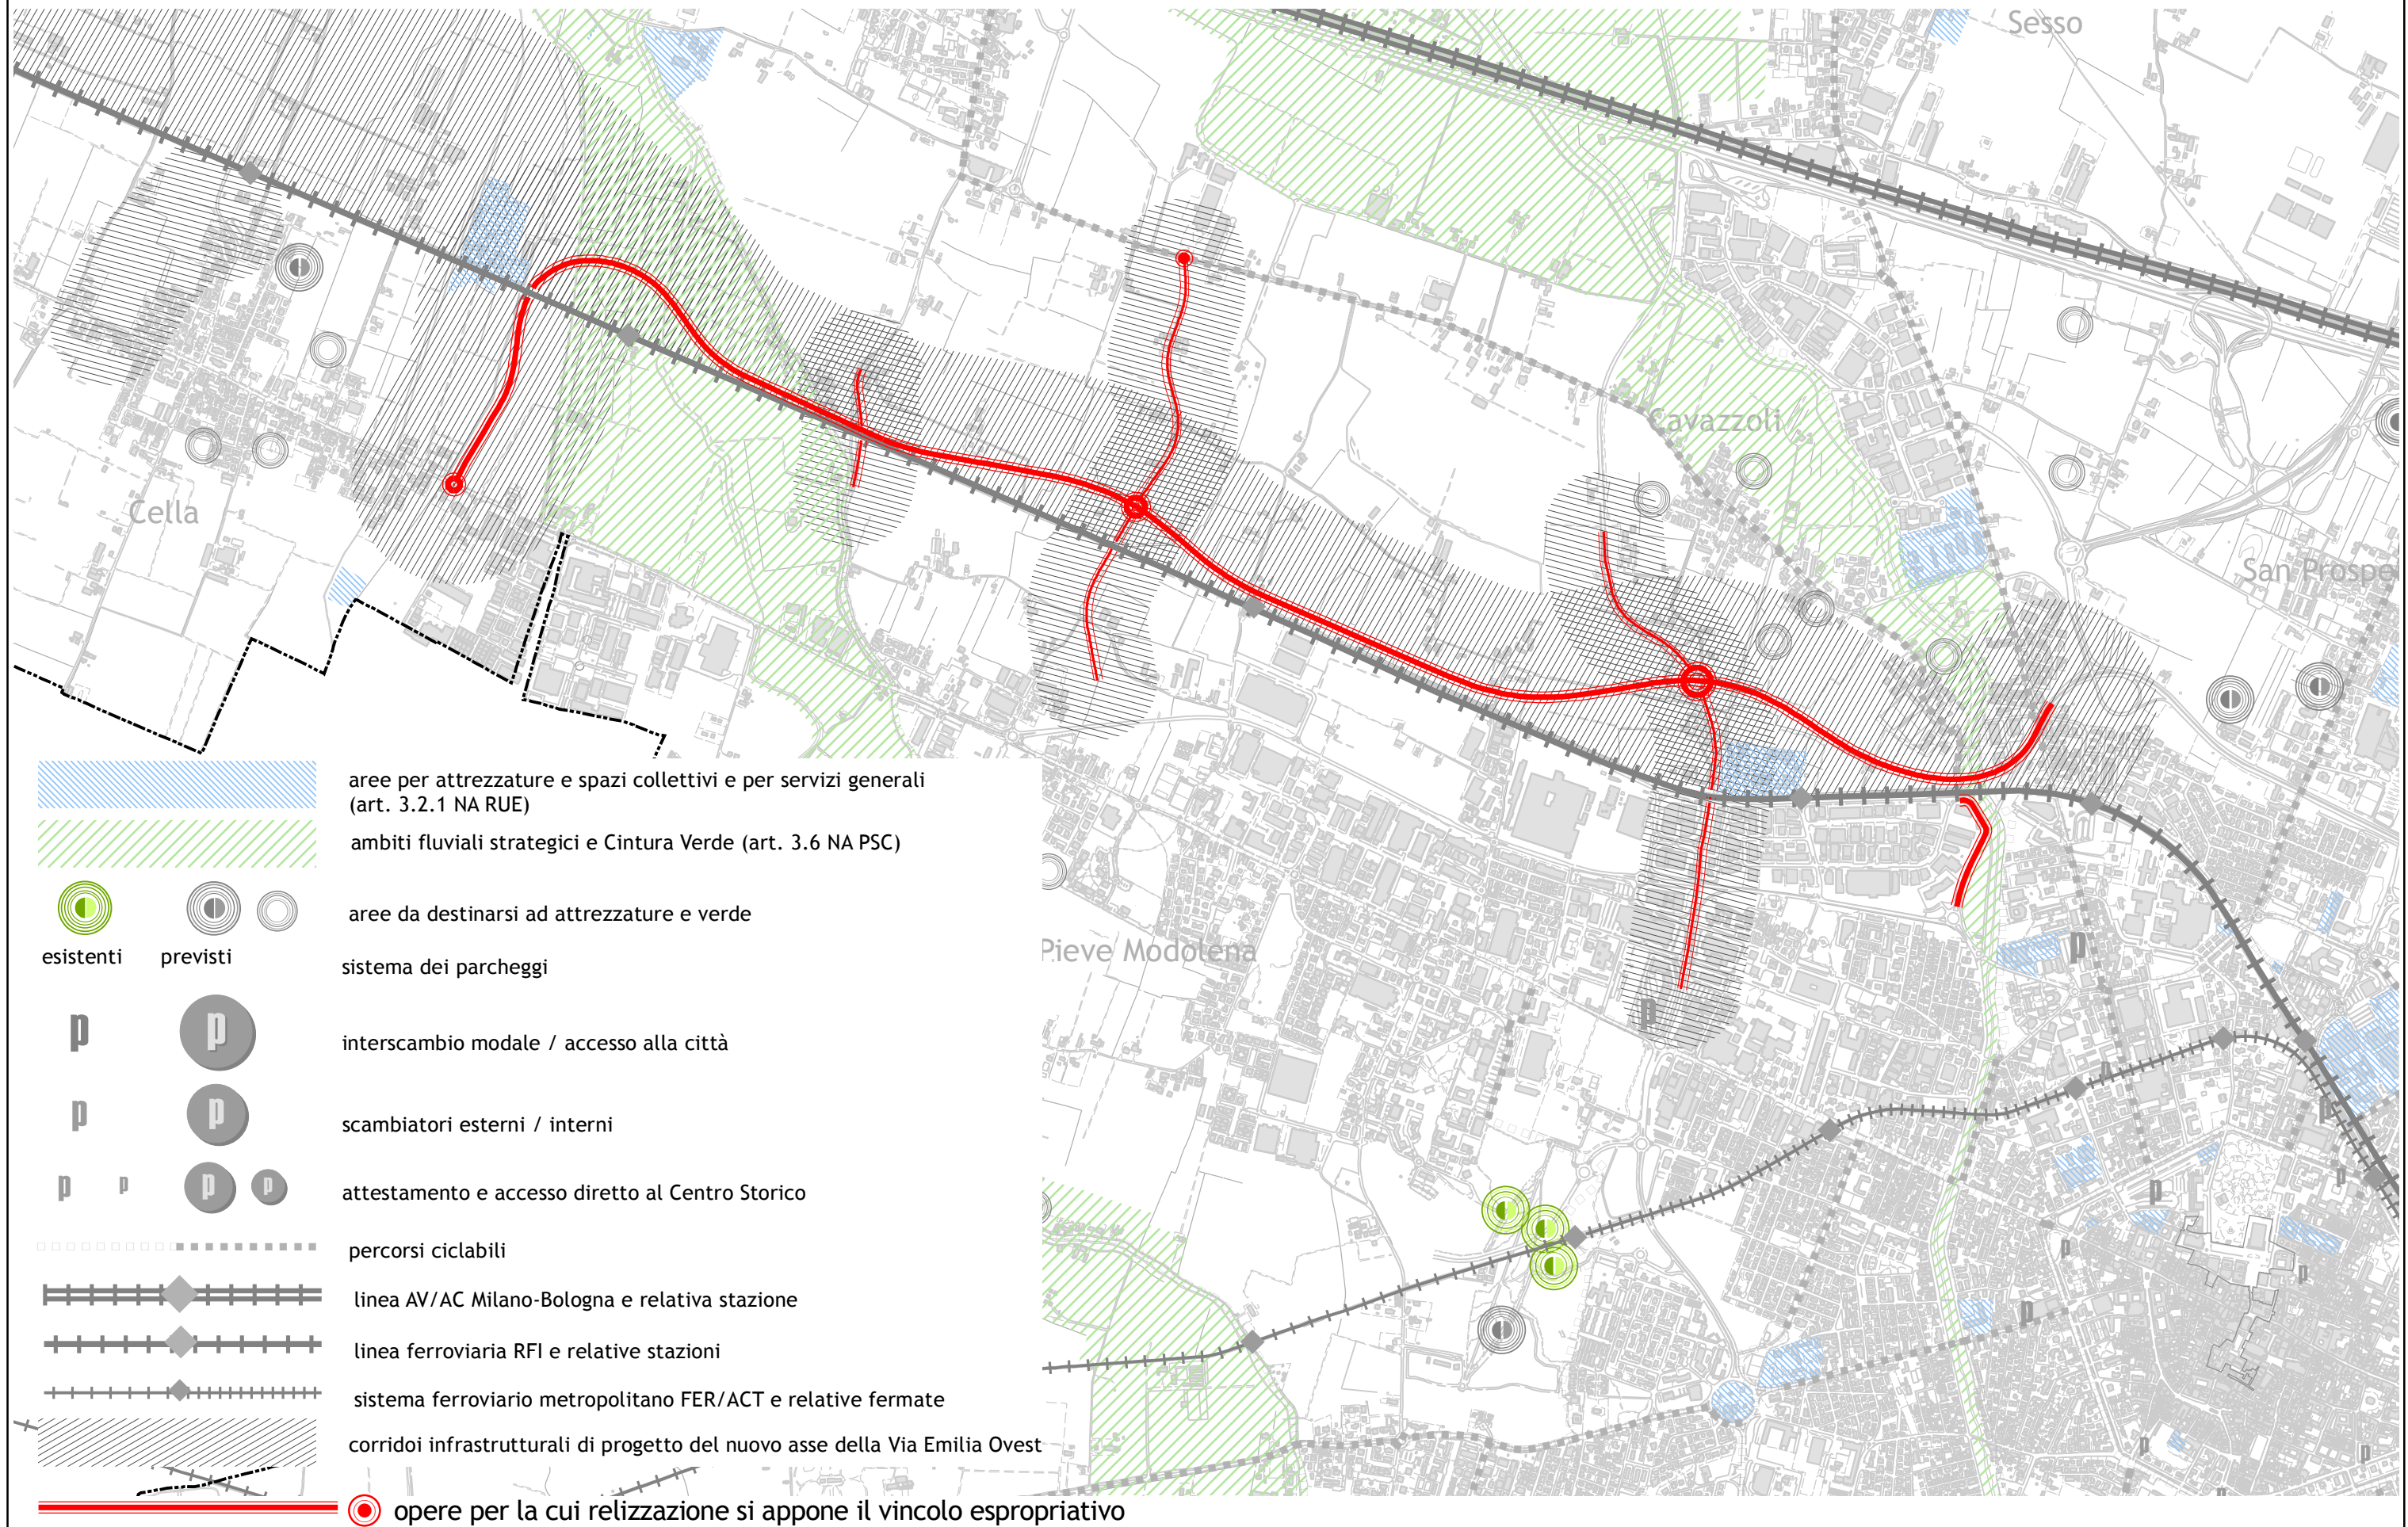 Sesso
Cavazzoli
Cella
San Prospe
Pieve Modolena
aree per attrezzature e spazi collettivi e per servizi generali
(art. 3.2.1 NA RUE)
ambiti fluviali strategici e Cintura Verde (art. 3.6 NA PSC)
aree da destinarsi ad attrezzature e verde
esistenti previsti
sistema dei parcheggi
p p interscambio modale / accesso alla città
p p scambiatori esterni / interni
p p p p attestamento e accesso diretto al Centro Storico
percorsi ciclabili
linea AV/AC Milano-Bologna e relativa stazione
linea ferroviaria RFI e relative stazioni
sistema ferroviario metropolitano FER/ACT e relative fermate
corridoi infrastrutturali di progetto del nuovo asse della Via Emilia Ovest
opere per la cui relizzazione si appone il vincolo espropriativo
p
p
p
p
p
p
p
p
p
p
p
p
p